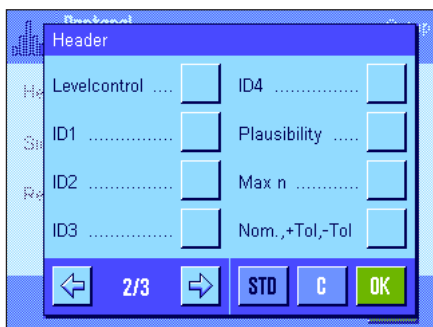 Header
Levelcontrol ....
ID1 ................
ID2 ................
ID3 ................
ID4 ................
Plausibility .....
Max n ............
Nom.,+Tol,-Tol
2/3
STD
C
OK